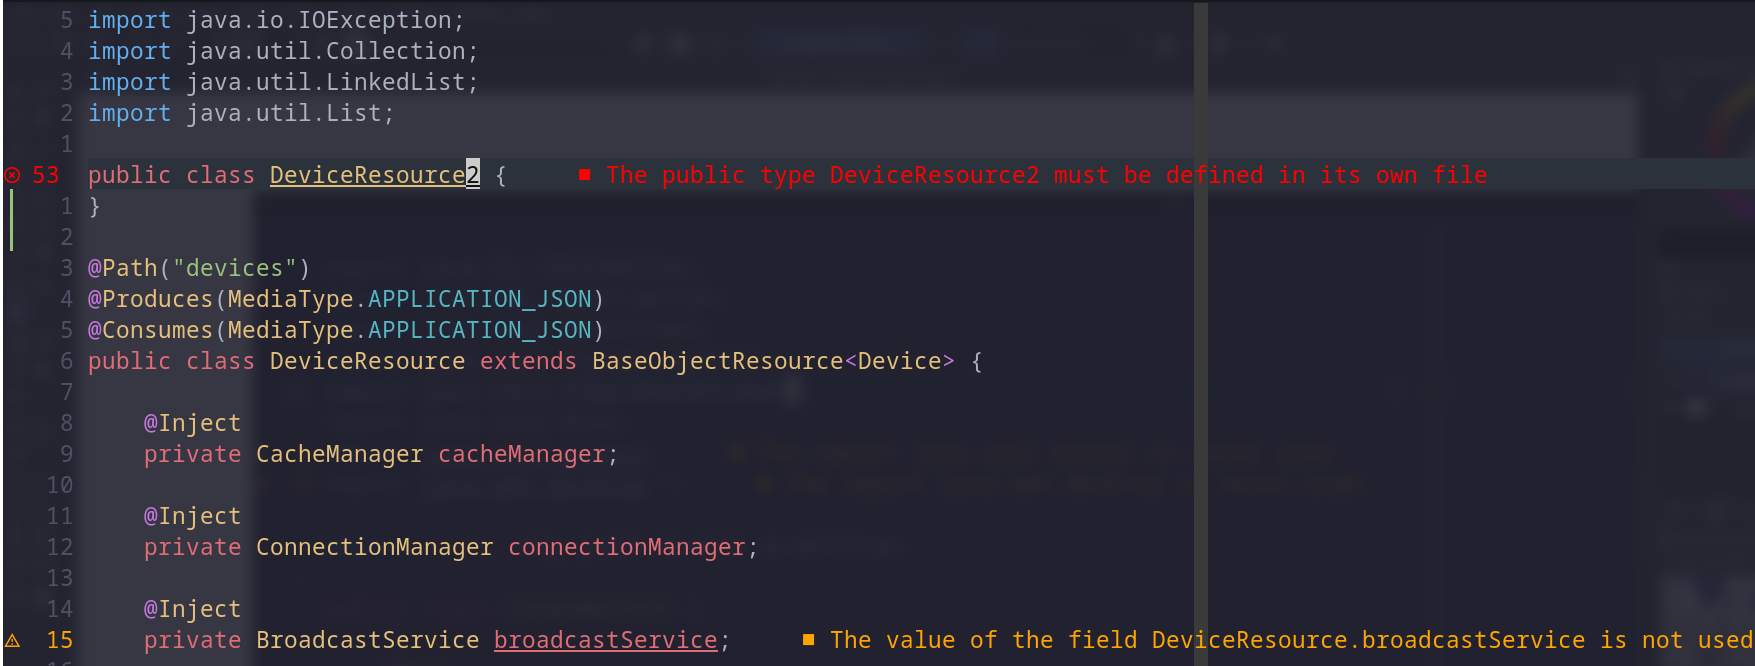 5 import java.io.IOException;
4 import java.util.Collection;
3 import java.util.LinkedList;
2 import java.util.List;
1
53 public class DeviceResource2 { ■ The public type DeviceResource2 must be defined in its own file
1 }
2
3 @Path("devices")
4 @Produces(MediaType.APPLICATION_JSON)
5 @Consumes(MediaType.APPLICATION_JSON)
6 public class DeviceResource extends BaseObjectResource<Device> {
7
8 @Inject
9 private CacheManager cacheManager;
10
11 @Inject
12 private ConnectionManager connectionManager;
13
14 @Inject
15 private BroadcastService broadcastService; ■ The value of the field DeviceResource.broadcastService is not used